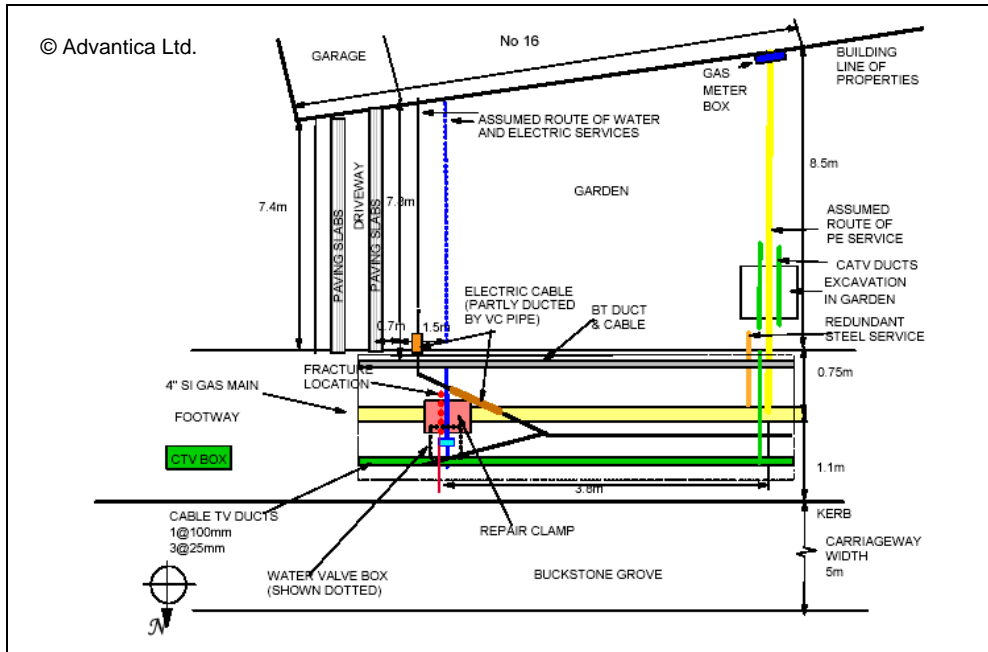 © Advantica Ltd.
No 16
GARAGE
BUILDING
LINE OF
PROPERTIES
GAS
METER
BOX
ASSUMED ROUTE OF WATER
AND ELECTRIC SERVICES
8.5m
GARDEN
7.4m
PAVING SLABS
DRIVEWAY
PAVING SLABS
7.8m
ASSUMED
ROUTE OF
PE SERVICE
CATV DUCTS
EXCAVATION
IN GARDEN
ELECTRIC CABLE
(PARTLY DUCTED
BY VC PIPE)
BT DUCT
& CABLE
0.7m
1.5m
REDUNDANT
STEEL SERVICE
FRACTURE
LOCATION
0.75m
4" SI GAS MAIN
FOOTWAY
CTV BOX
1.1m
3.8m
KERB
CABLE TV DUCTS
1@100mm
3@25mm
REPAIR CLAMP
CARRIAGEWAY
WIDTH
5m
WATER VALVE BOX
(SHOWN DOTTED)
BUCKSTONE GROVE
N